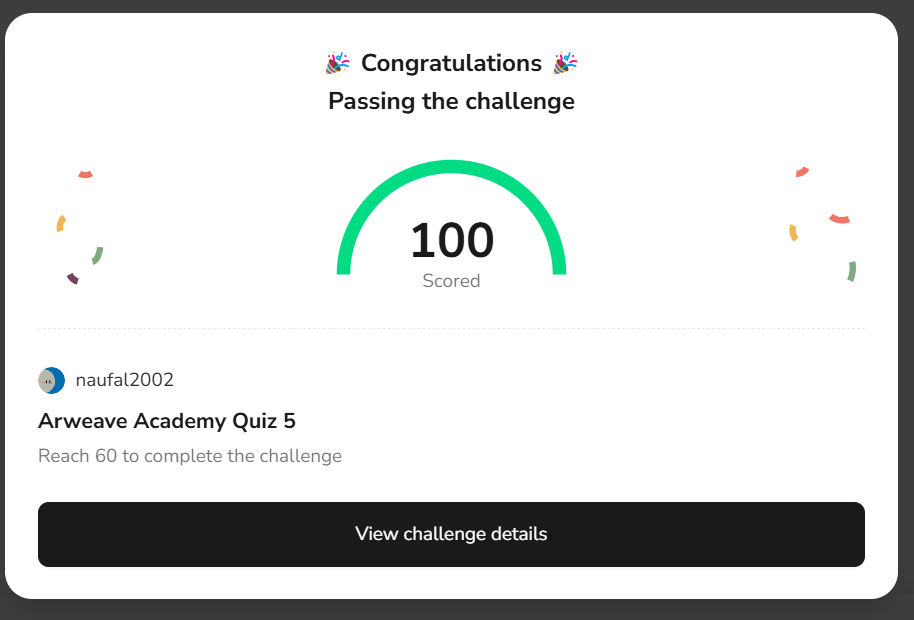 🎉 Congratulations 🎉
Passing the challenge
100
Scored
naufal2002
Arweave Academy Quiz 5
Reach 60 to complete the challenge
View challenge details